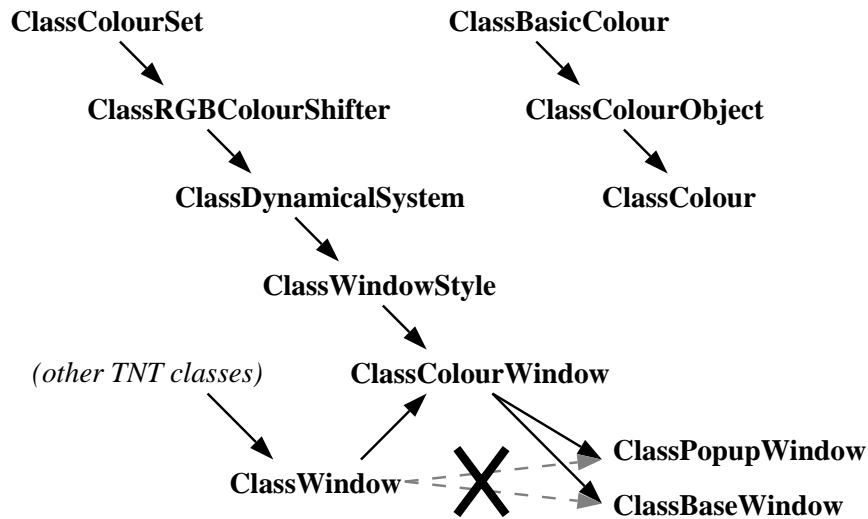 ClassColourSet
ClassBasicColour
ClassRGBColourShifter
ClassColourObject
ClassDynamicalSystem
ClassColour
ClassWindowStyle
(other TNT classes)
ClassColourWindow
ClassPopupWindow
ClassWindow
ClassBaseWindow